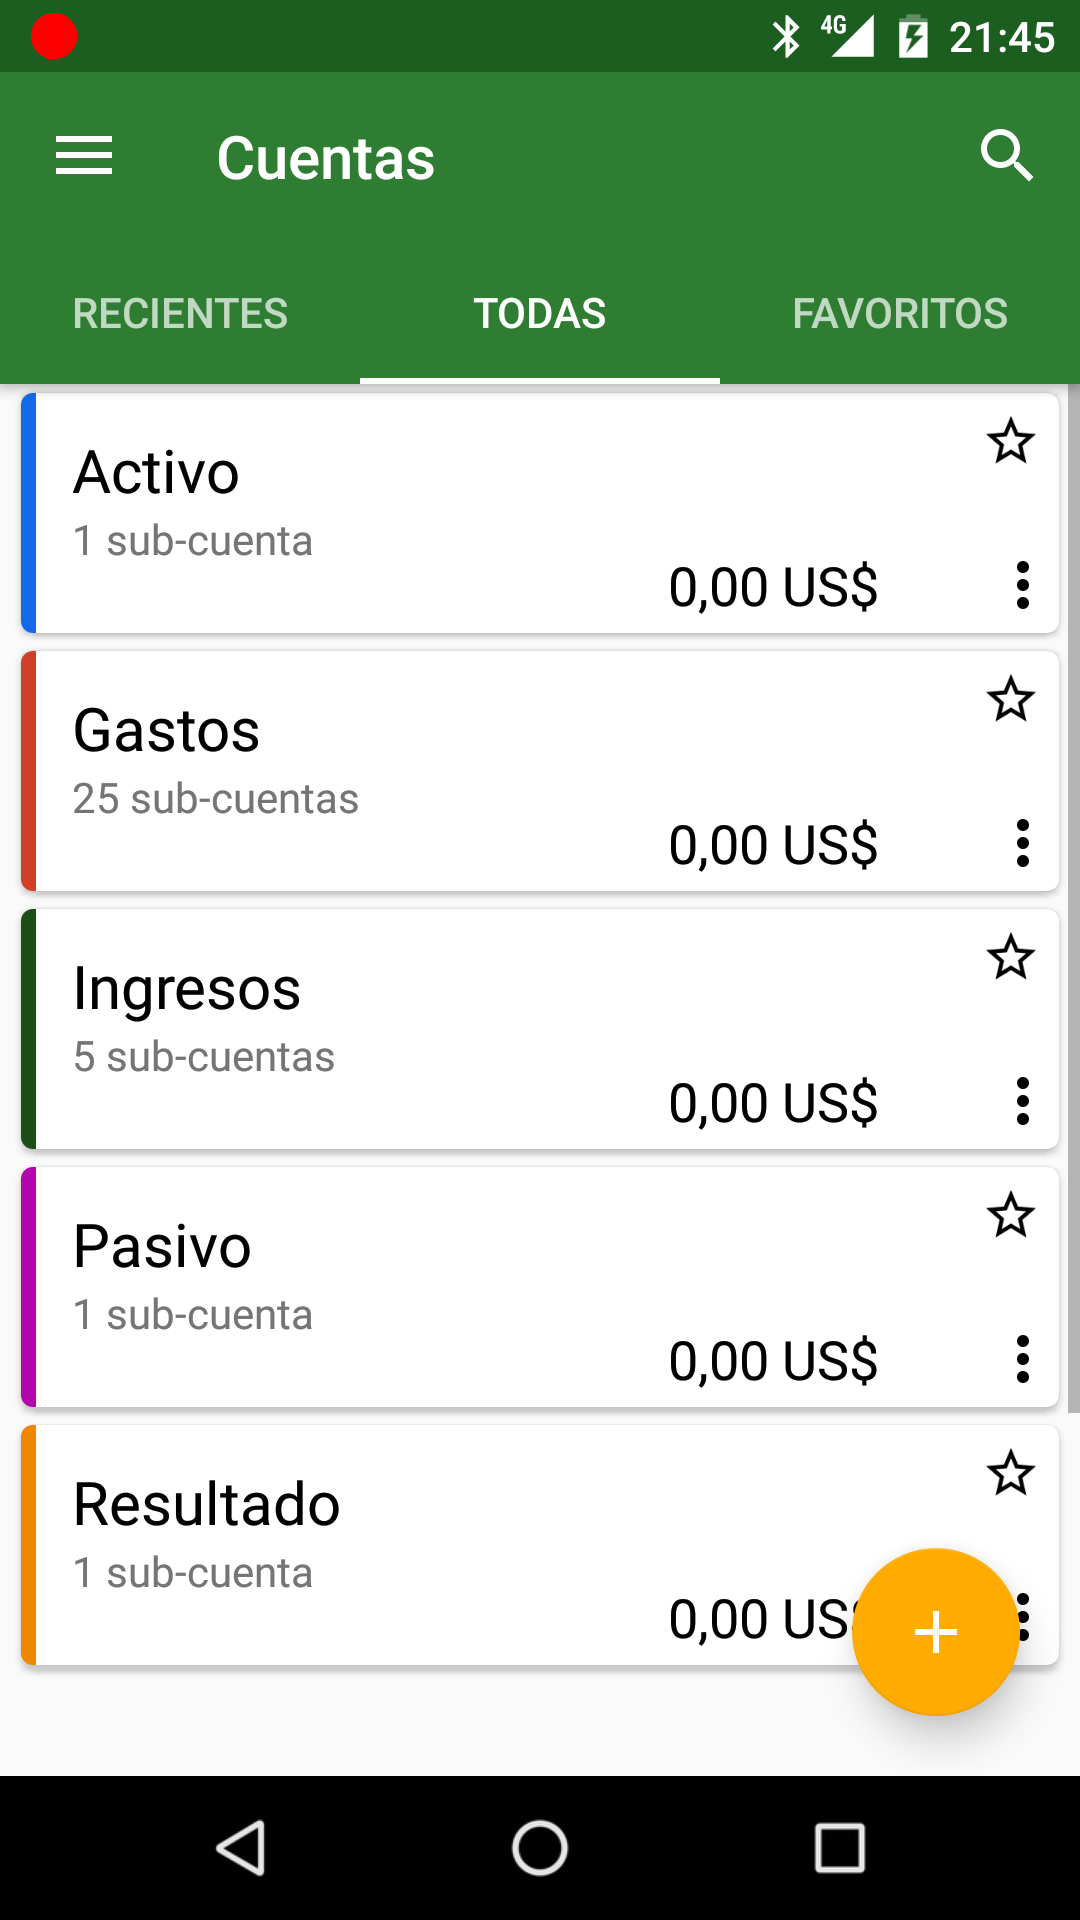 4G 21:45
Cuentas
RECIENTES TODAS FAVORITOS
Activo
1 sub-cuenta
0,00 US$
Gastos
25 sub-cuentas
0,00 US$
Ingresos
5 sub-cuentas
0,00 US$
Pasivo
1 sub-cuenta
0,00 US$
Resultado
1 sub-cuenta
0,00 US